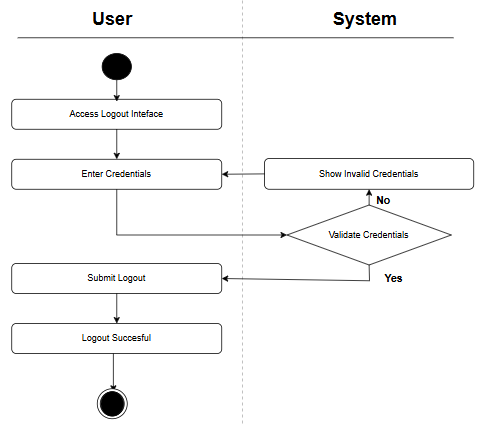 User
System
Access Logout Inteface
Enter Credentials
Show Invalid Credentials
No
Validate Credentials
Submit Logout
Yes
Logout Succesful